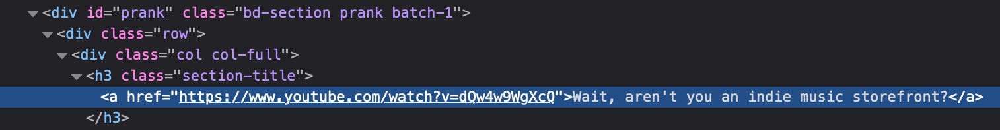 <div id="prank" class="bd-section prank batch-1">
<div class="row">
<div class="col col-full">
<h3 class="section-title">
<a href="https://www.youtube.com/watch?v=dQw4w9WgXcQ">Wait, aren't you an indie music storefront?</a>
</h3>